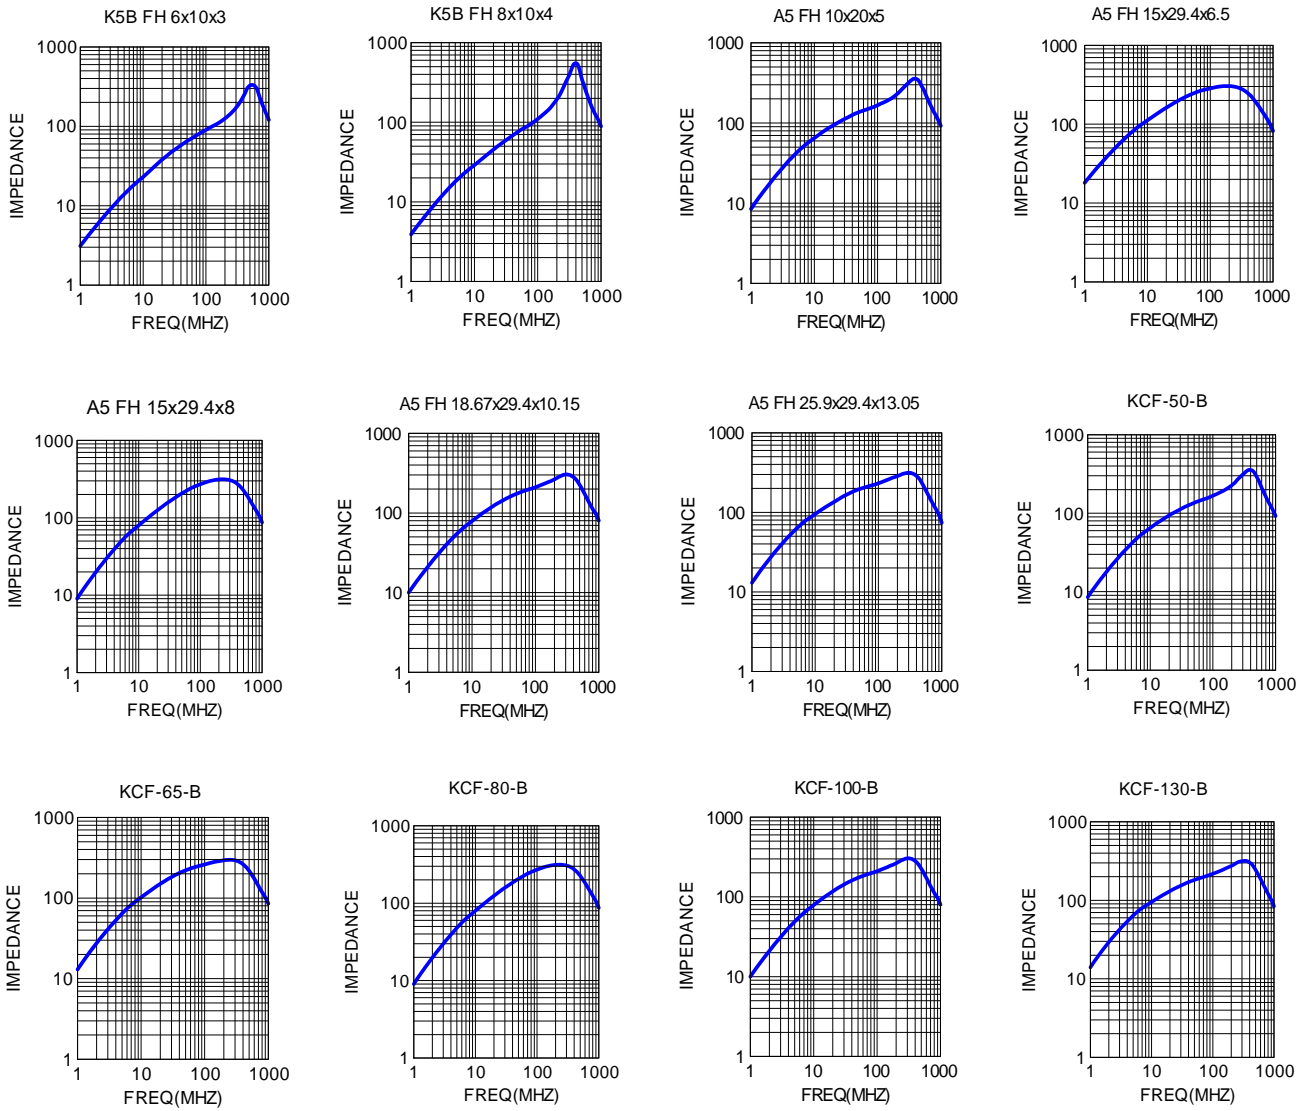 K5B FH 6x10x3
K5B FH 8x10x4
A5 FH 10x20x5
A5 FH 15x29.4x6.5
1000
100
10
1
IMPEDANCE
1 10 100 1000
FREQ(MHZ)
1000
100
10
1
IMPEDANCE
1 10 100 1000
FREQ(MHZ)
1000
100
10
1
IMPEDANCE
1 10 100 1000
FREQ(MHZ)
1000
100
10
1
IMPEDANCE
1 10 100 1000
FREQ(MHZ)
A5 FH 15x29.4x8
A5 FH 18.67x29.4x10.15
A5 FH 25.9x29.4x13.05
KCF-50-B
1000
100
10
1
IMPEDANCE
1 10 100 1000
FREQ(MHZ)
1000
100
10
1
IMPEDANCE
1 10 100 1000
FREQ(MHZ)
1000
100
10
1
IMPEDANCE
1 10 100 1000
FREQ(MHZ)
1000
100
10
1
IMPEDANCE
1 10 100 1000
FREQ(MHZ)
KCF-65-B
KCF-80-B
KCF-100-B
KCF-130-B
1000
100
10
1
IMPEDANCE
1 10 100 1000
FREQ(MHZ)
1000
100
10
1
IMPEDANCE
1 10 100 1000
FREQ(MHZ)
1000
100
10
1
IMPEDANCE
1 10 100 1000
FREQ(MHZ)
1000
100
10
1
IMPEDANCE
1 10 100 1000
FREQ(MHZ)